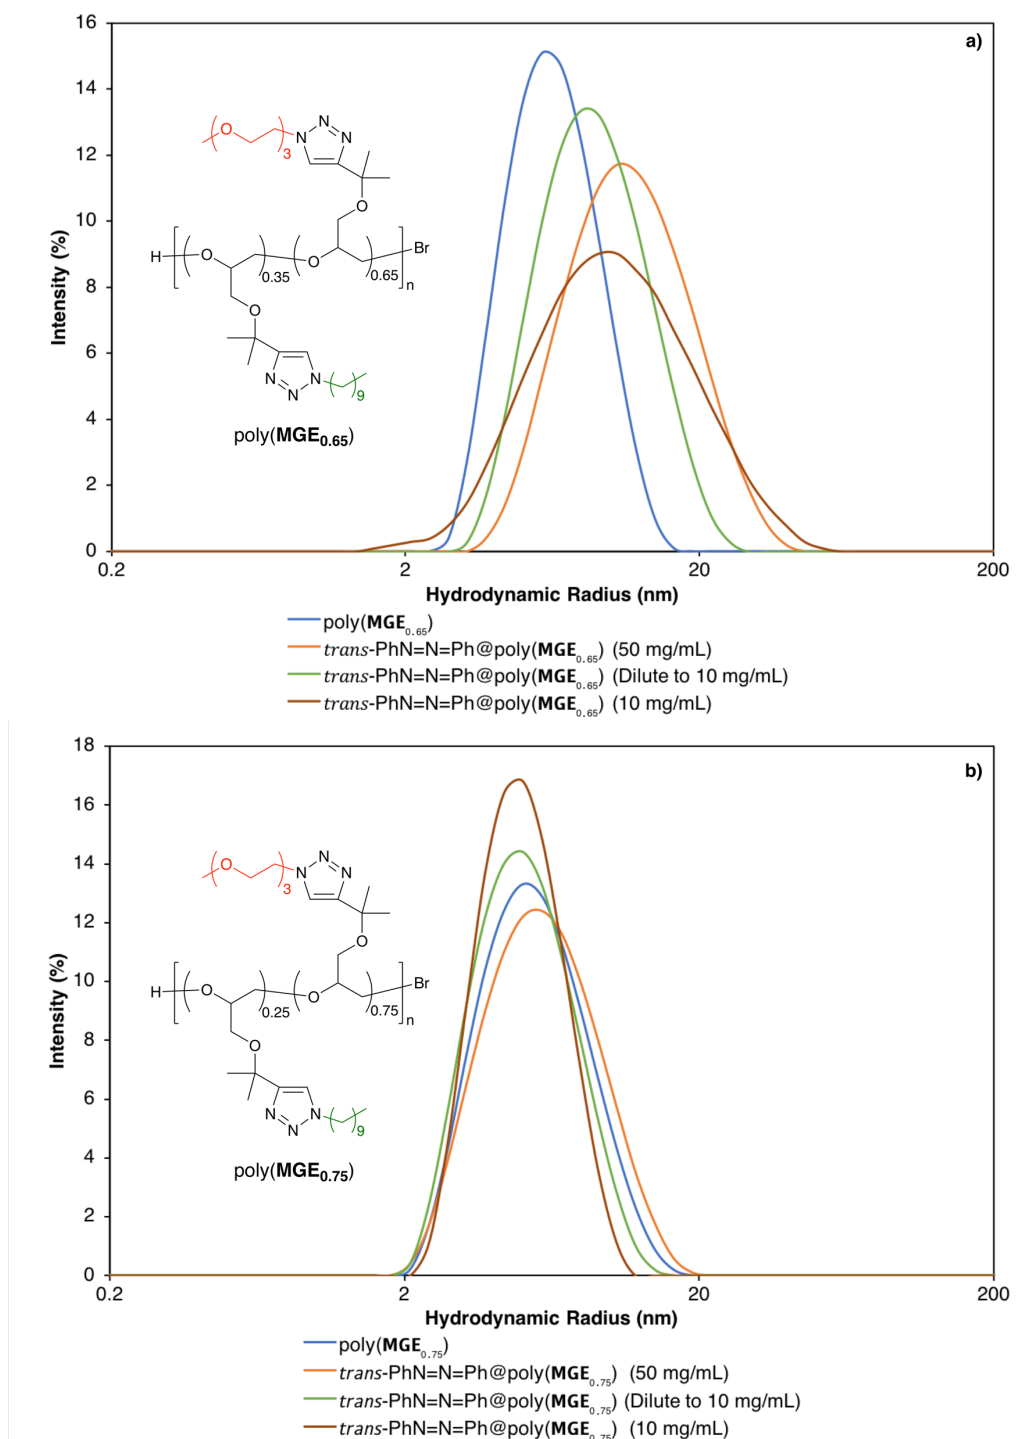 a)
Intensity (%)
16
14
12
10
8
6
4
2
0
0.2 2 20 200
Hydrodynamic Radius (nm)
O 3 N N N
O
H O 0.35 O 0.65 n Br
O
N N N 9
poly(MGE0.65)
poly(MGE0.65)
trans-PhN=N=Ph@poly(MGE0.65) (50 mg/mL)
trans-PhN=N=Ph@poly(MGE0.65) (Dilute to 10 mg/mL)
trans-PhN=N=Ph@poly(MGE0.65) (10 mg/mL)
b)
Intensity (%)
18
16
14
12
10
8
6
4
2
0
0.2 2 20 200
Hydrodynamic Radius (nm)
O 3 N N N
O
H O 0.25 O 0.75 n Br
O
N N N 9
poly(MGE0.75)
poly(MGE0.75)
trans-PhN=N=Ph@poly(MGE0.75) (50 mg/mL)
trans-PhN=N=Ph@poly(MGE0.75) (Dilute to 10 mg/mL)
trans-PhN=N=Ph@poly(MGE0.75) (10 mg/mL)